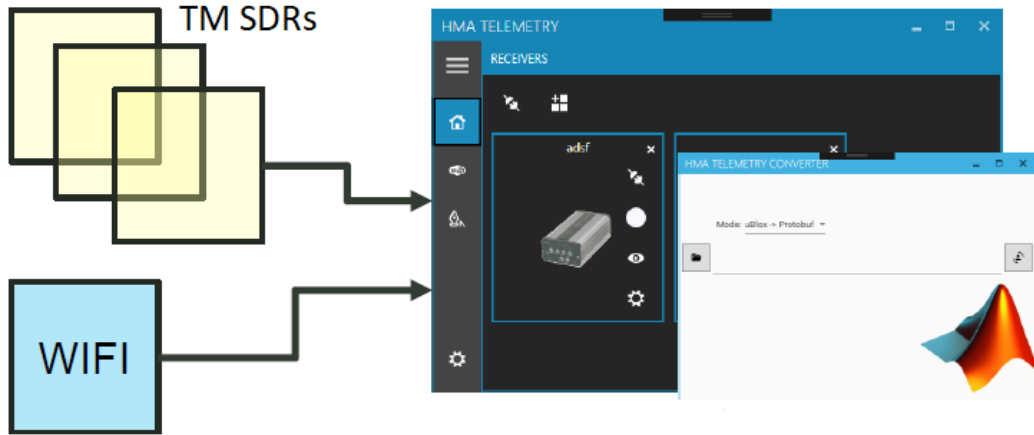 TM SDRs
WIFI
HMA TELEMETRY
RECEIVERS
adsf
HMA TELEMETRY CONVERTER
Mode: uBlox -> Protobuf